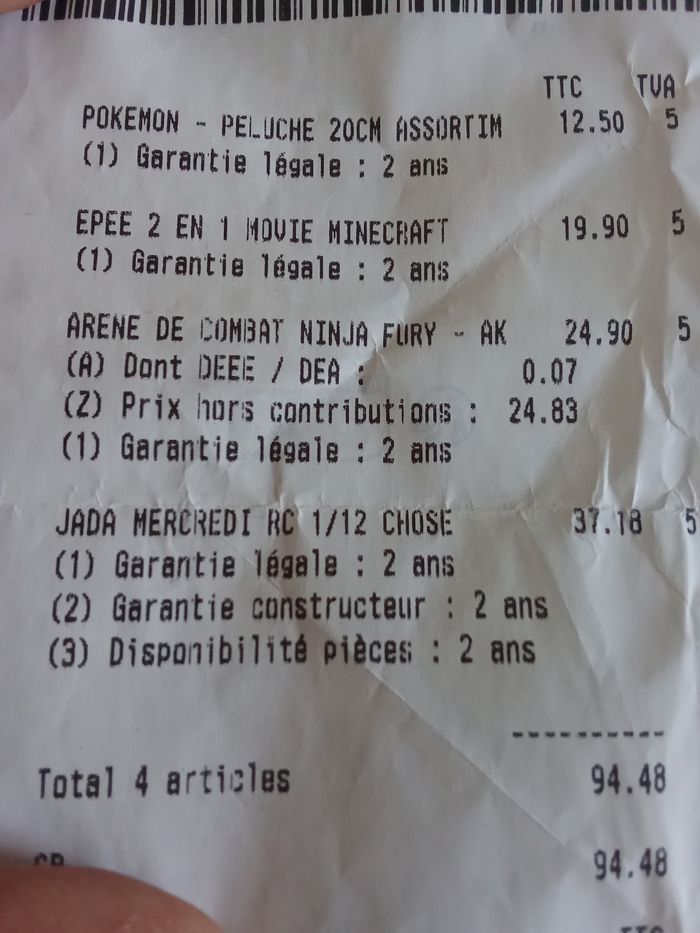 TTC TVA
POKEMON - PELUCHE 20CM ASSORTIM 12.50 5
(1) Garantie légale : 2 ans
EPEE 2 EN 1 MOVIE MINECRAFT 19.90 5
(1) Garantie légale : 2 ans
ARENE DE COMBAT NINJA FURY - AK 24.90 5
(A) Dont DEEE / DEA : 0.07
(Z) Prix hors contributions : 24.83
(1) Garantie légale : 2 ans
JADA MERCREDI RC 1/12 CHOSE 37.18 5
(1) Garantie légale : 2 ans
(2) Garantie constructeur : 2 ans
(3) Disponibilité pièces : 2 ans
----------
Total 4 articles 94.48
CB 94.48